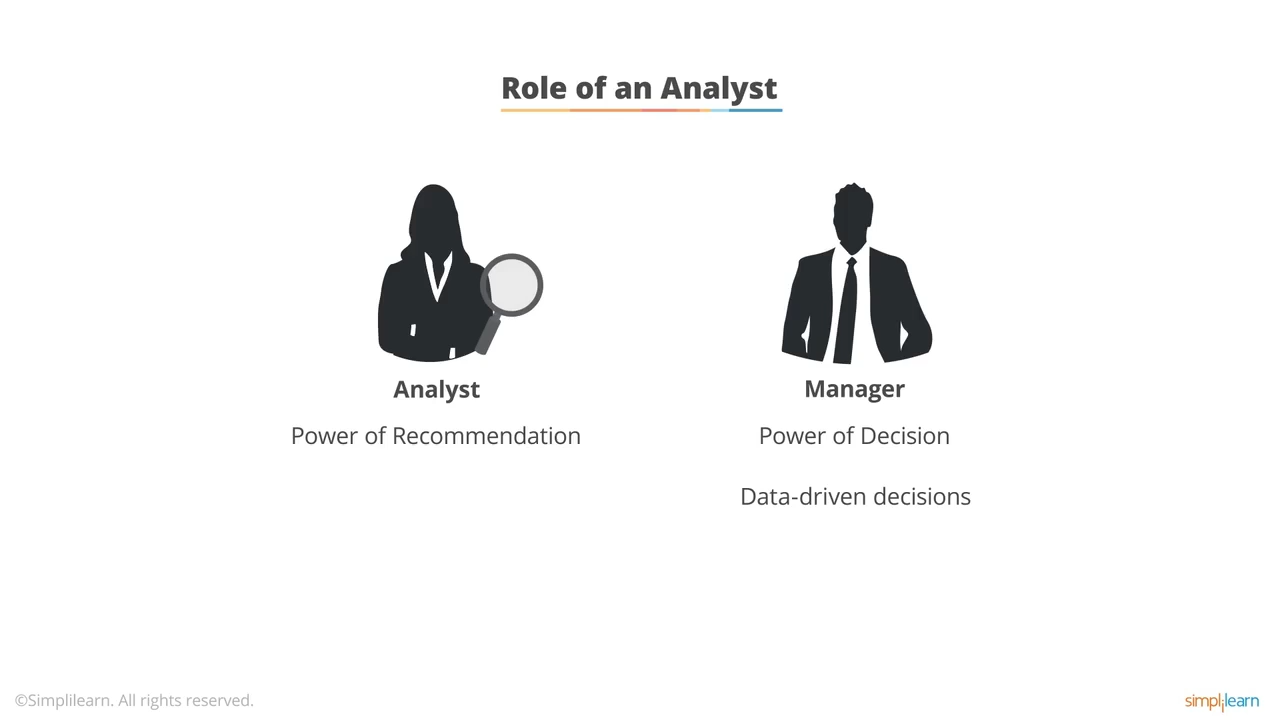 Role of an Analyst
Analyst
Manager
Power of Recommendation
Power of Decision
Data-driven decisions
©Simplilearn. All rights reserved.
simplilearn